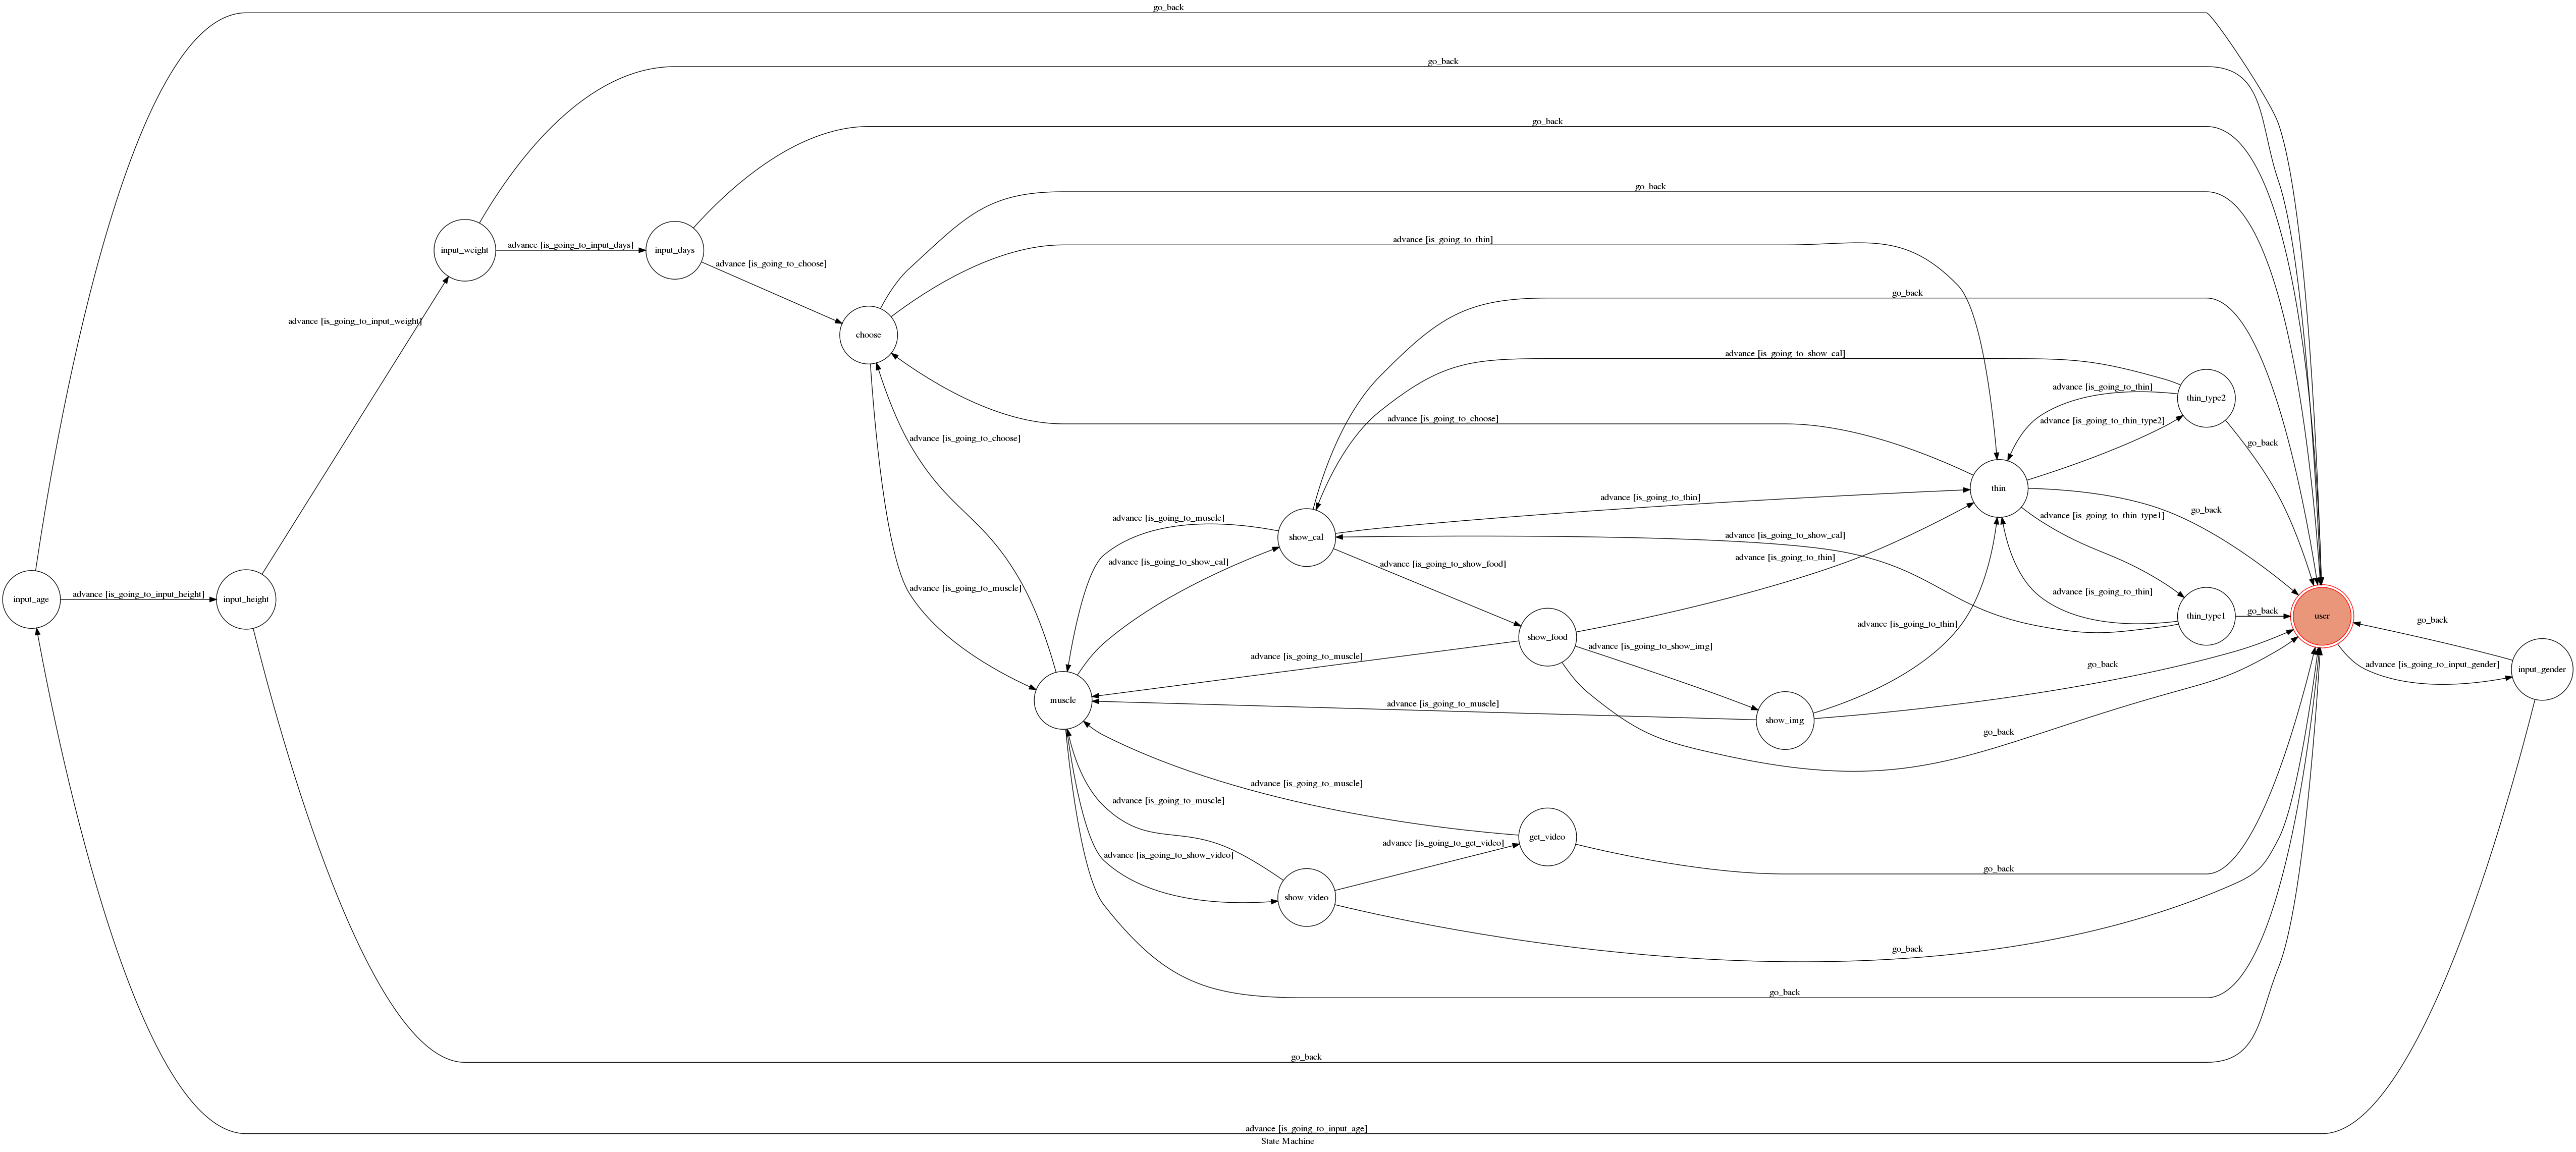 go_back
go_back
go_back
go_back
advance [is_going_to_thin]
input_weight
advance [is_going_to_input_days]
input_days
advance [is_going_to_choose]
go_back
advance [is_going_to_input_weight]
choose
advance [is_going_to_show_cal]
advance [is_going_to_thin]
thin_type2
advance [is_going_to_choose]
advance [is_going_to_thin_type2]
advance [is_going_to_choose]
go_back
thin
advance [is_going_to_thin]
go_back
advance [is_going_to_muscle]
advance [is_going_to_thin_type1]
show_cal
advance [is_going_to_show_cal]
advance [is_going_to_thin]
advance [is_going_to_show_cal]
advance [is_going_to_show_food]
advance [is_going_to_muscle]
advance [is_going_to_thin]
input_age
advance [is_going_to_input_height]
input_height
go_back
thin_type1
user
go_back
advance [is_going_to_thin]
show_food
advance [is_going_to_show_img]
advance [is_going_to_muscle]
go_back
advance [is_going_to_input_gender]
input_gender
muscle
advance [is_going_to_muscle]
show_img
go_back
advance [is_going_to_muscle]
advance [is_going_to_muscle]
get_video
advance [is_going_to_get_video]
advance [is_going_to_show_video]
go_back
show_video
go_back
go_back
go_back
advance [is_going_to_input_age]
State Machine